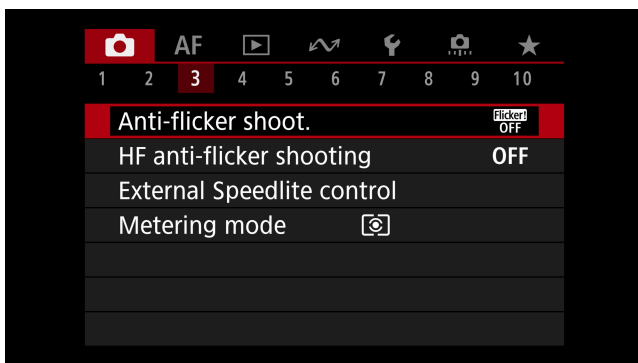 AF
1 2 3 4 5 6 7 8 9 10
Anti-flicker shoot. Flicker! OFF
HF anti-flicker shooting OFF
External Speedlite control
Metering mode